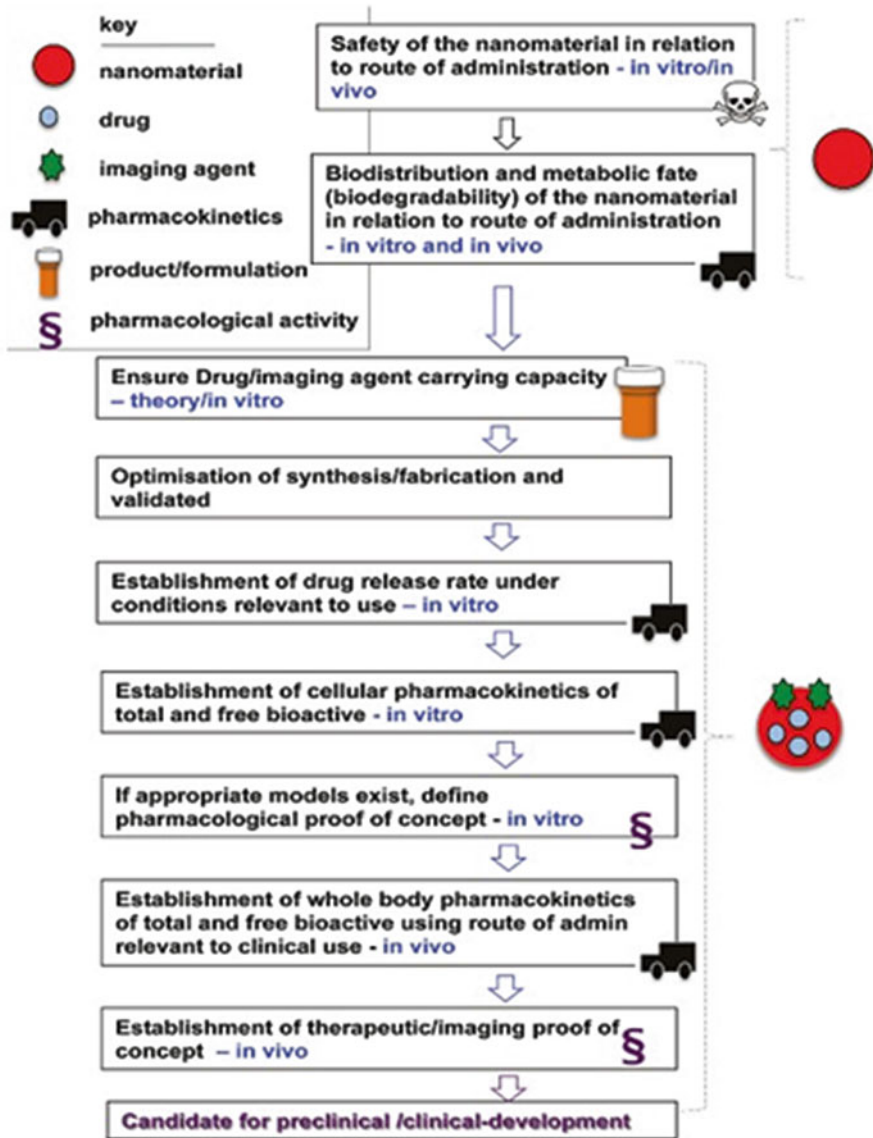 key
nanomaterial
drug
imaging agent
pharmacokinetics
product/formulation
§ pharmacological activity
Safety of the nanomaterial in relation
to route of administration - in vitro/in
vivo
Biodistribution and metabolic fate
(biodegradability) of the nanomaterial
in relation to route of administration
- in vitro and in vivo
Ensure Drug/imaging agent carrying capacity
– theory/in vitro
Optimisation of synthesis/fabrication and
validated
Establishment of drug release rate under
conditions relevant to use – in vitro
Establishment of cellular pharmacokinetics of
total and free bioactive - in vitro
If appropriate models exist, define
pharmacological proof of concept - in vitro §
Establishment of whole body pharmacokinetics
of total and free bioactive using route of admin
relevant to clinical use - in vivo
Establishment of therapeutic/imaging proof of
concept – in vivo §
Candidate for preclinical /clinical-development